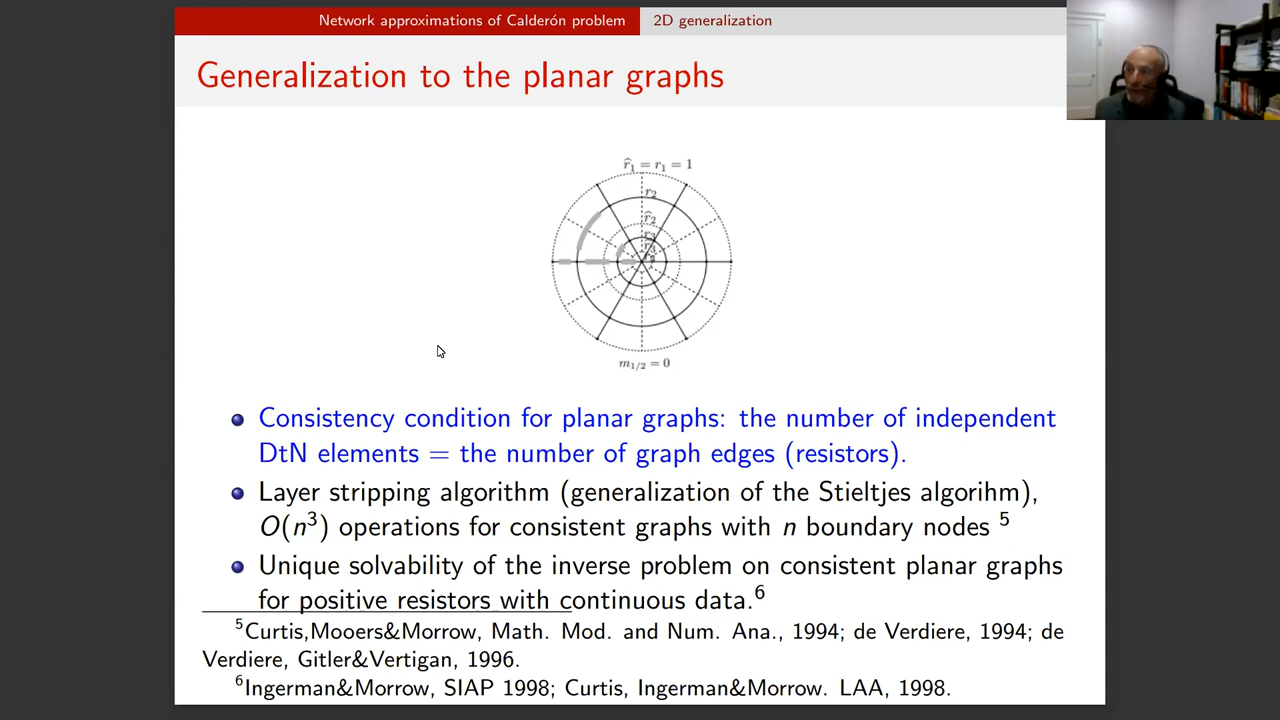 Network approximations of Calderón problem 2D generalization
Generalization to the planar graphs
r̂₁ = r₁ = 1
r₂
r̂₂
r₃
m₁/₂ = 0
Consistency condition for planar graphs: the number of independent
DtN elements = the number of graph edges (resistors).
Layer stripping algorithm (generalization of the Stieltjes algorihm),
O(n³) operations for consistent graphs with n boundary nodes ⁵
Unique solvability of the inverse problem on consistent planar graphs
for positive resistors with continuous data.⁶
⁵Curtis,Mooers&Morrow, Math. Mod. and Num. Ana., 1994; de Verdiere, 1994; de
Verdiere, Gitler&Vertigan, 1996.
⁶Ingerman&Morrow, SIAP 1998; Curtis, Ingerman&Morrow. LAA, 1998.